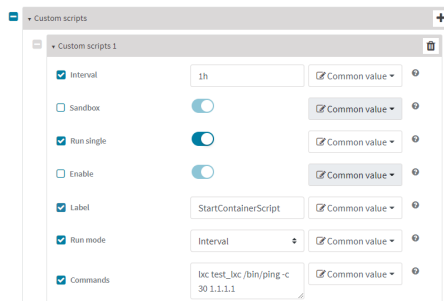 Custom scripts
Custom scripts 1
Interval 1h Common value
Sandbox Common value
Run single Common value
Enable Common value
Label StartContainerScript Common value
Run mode Interval Common value
Commands lxc test_lxc /bin/ping -c Common value
30 1.1.1.1